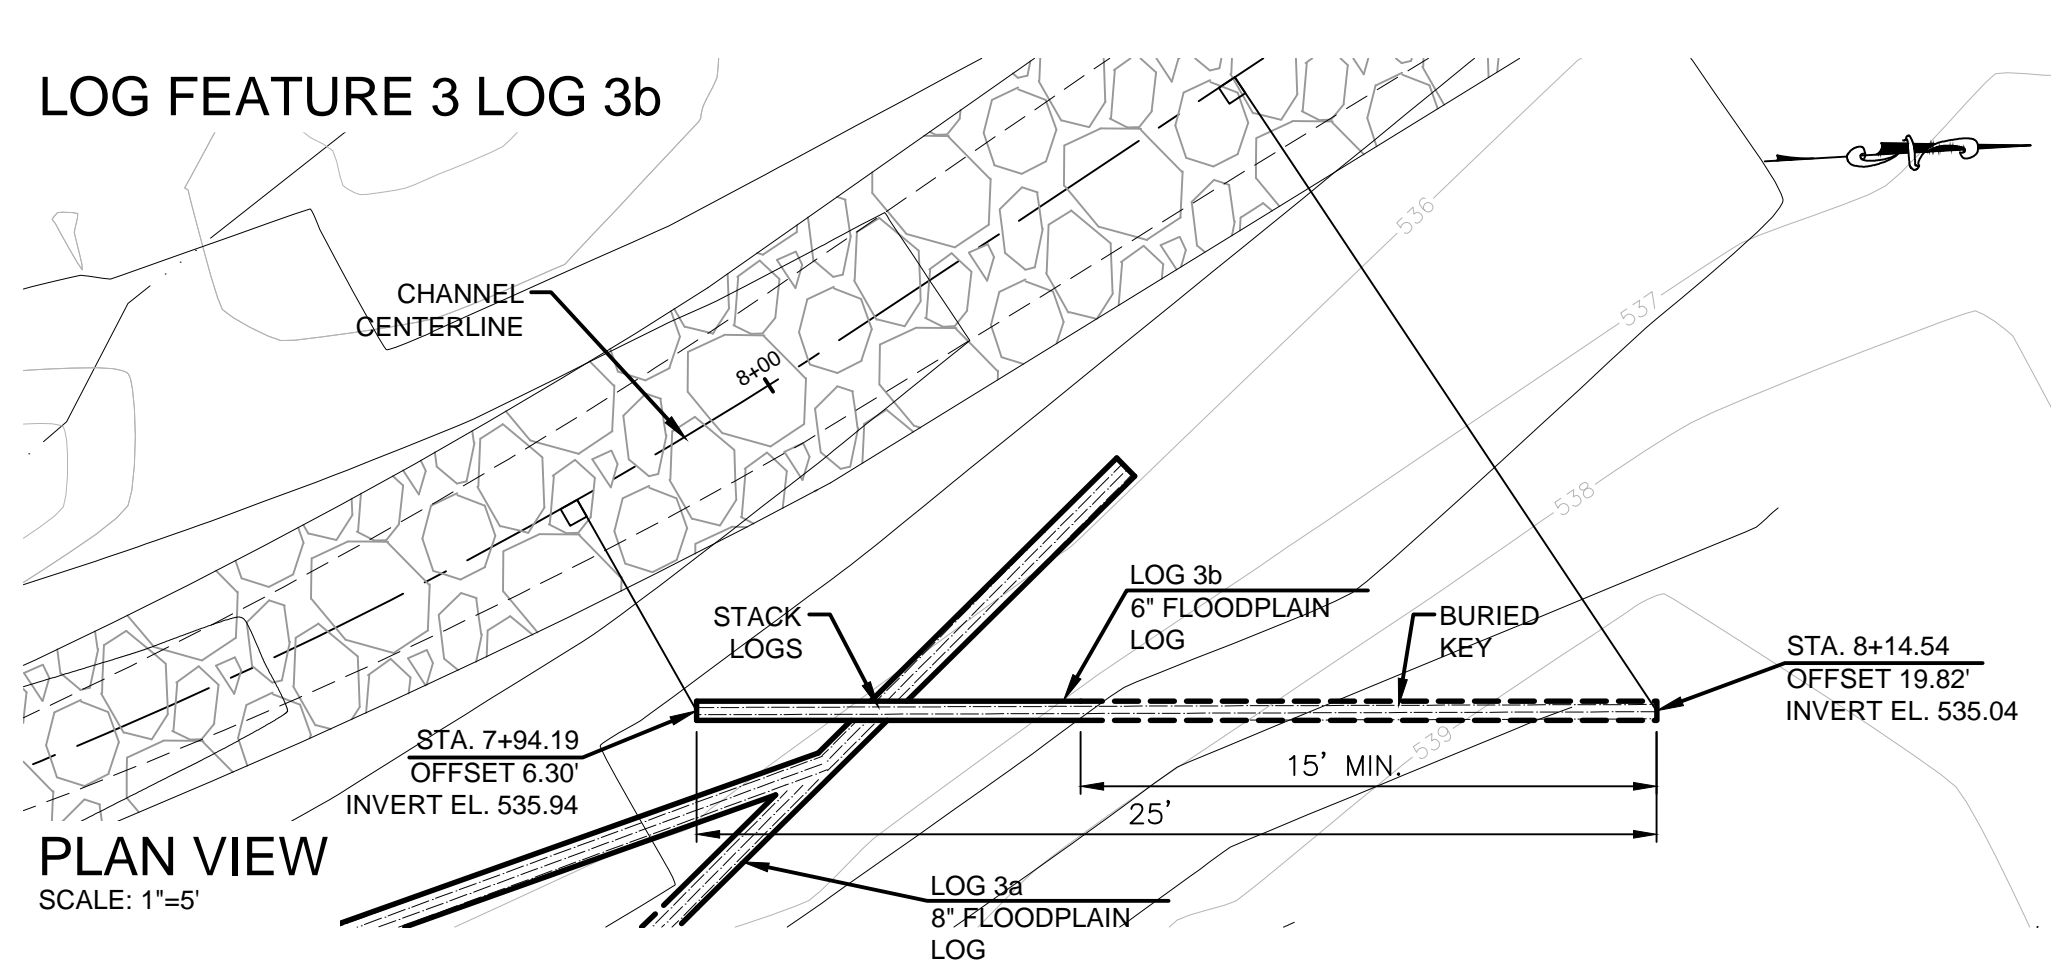 LOG FEATURE 3 LOG 3b
536
CHANNEL
CENTERLINE
537
8+00
538
LOG 3b
6" FLOODPLAIN
LOG
STACK
LOGS
BURIED
KEY
STA. 8+14.54
OFFSET 19.82'
INVERT EL. 535.04
STA. 7+94.19
OFFSET 6.30'
INVERT EL. 535.94
539
15' MIN.
25'
PLAN VIEW
SCALE: 1"=5'
LOG 3a
8" FLOODPLAIN
LOG